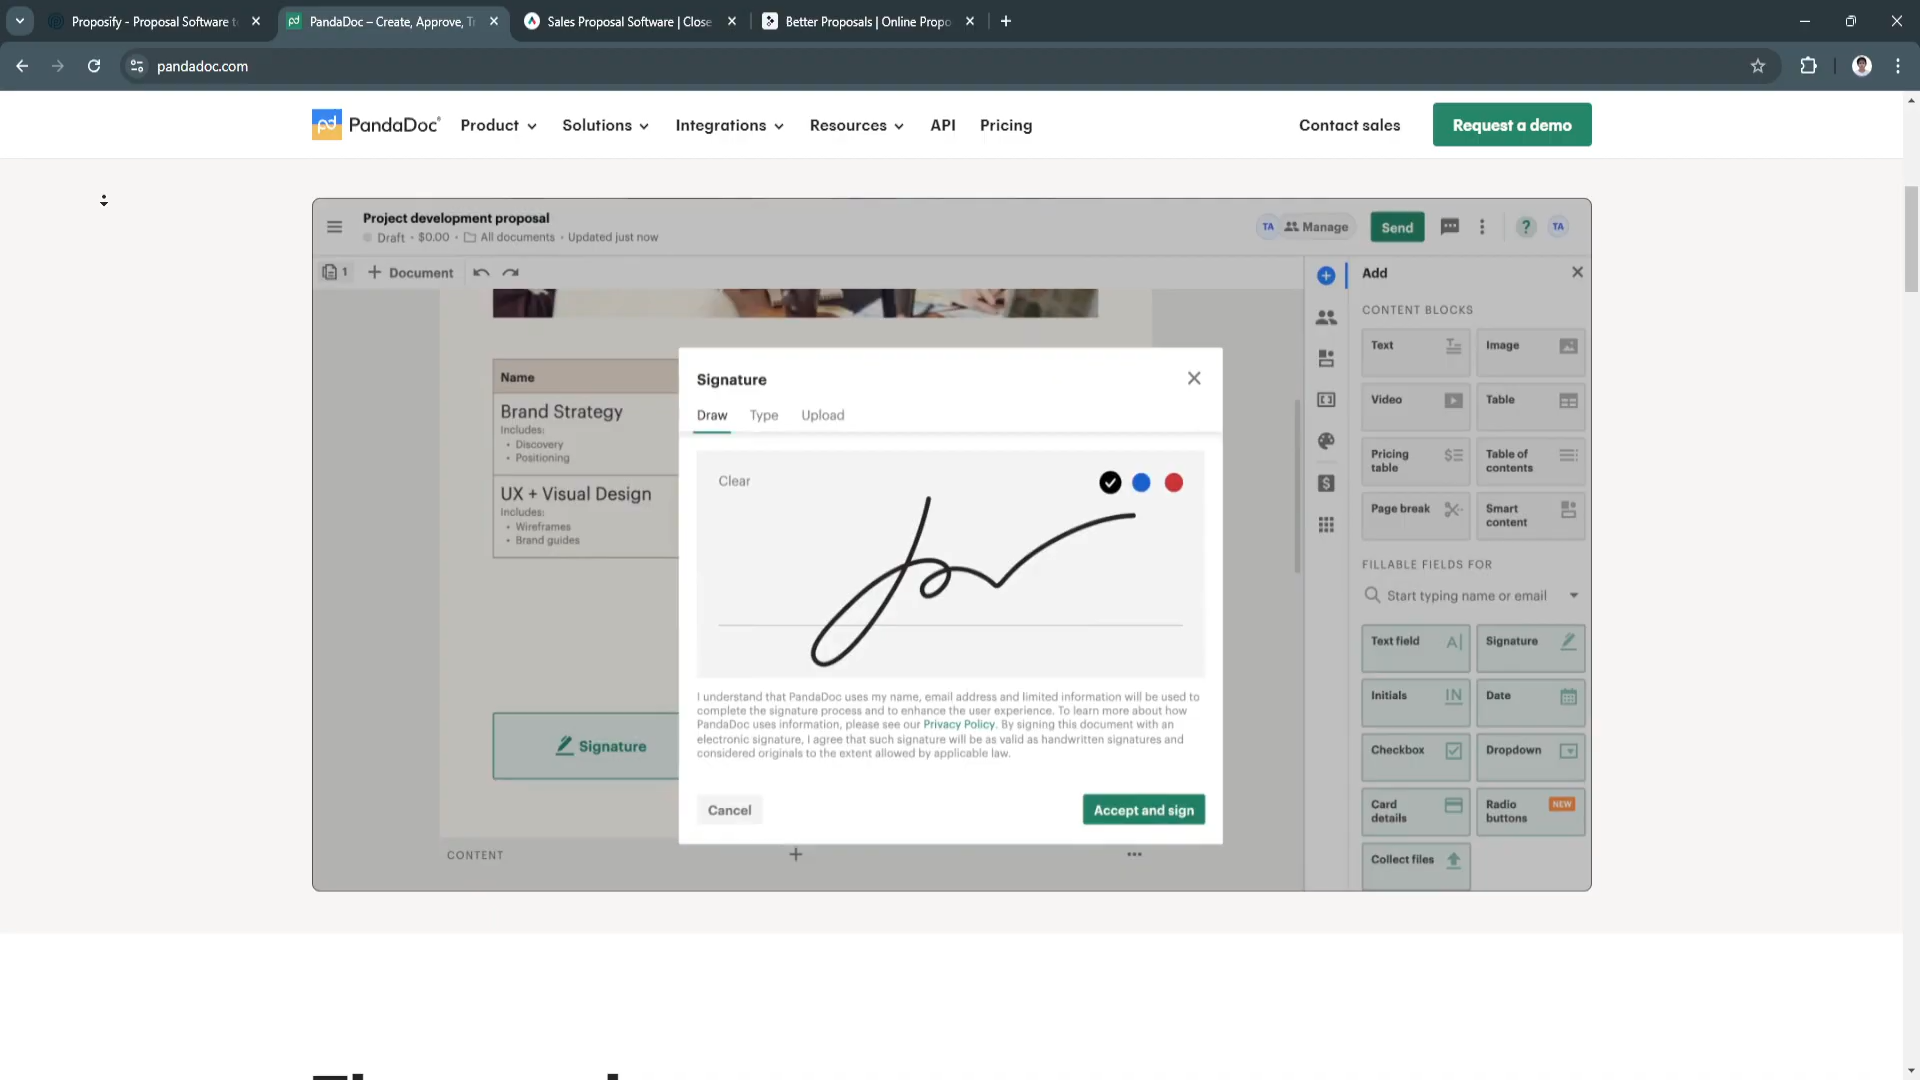 Proposify - Proposal Software t
PandaDoc – Create, Approve, T
Sales Proposal Software | Close
Better Proposals | Online Propo
pandadoc.com
pd PandaDoc
Product
Solutions
Integrations
Resources
API
Pricing
Contact sales
Request a demo
Project development proposal
Draft • $0.00 • All documents • Updated just now
TA
Manage
Send
?
TA
1
Document
Add
CONTENT BLOCKS
Text
Image
Video
Table
Pricing
table
Table of
contents
Page break
Smart
content
FILLABLE FIELDS FOR
Start typing name or email
Text field
Signature
Initials
Date
Checkbox
Dropdown
Card
details
Radio
buttons
NEW
Collect files
Name
Brand Strategy
Includes:
• Discovery
• Positioning
UX + Visual Design
Includes:
• Wireframes
• Brand guides
Signature
CONTENT
Signature
Draw
Type
Upload
Clear
I understand that PandaDoc uses my name, email address and limited information will be used to
complete the signature process and to enhance the user experience. To learn more about how
PandaDoc uses information, please see our Privacy Policy. By signing this document with an
electronic signature, I agree that such signature will be as valid as handwritten signatures and
considered originals to the extent allowed by applicable law.
Cancel
Accept and sign